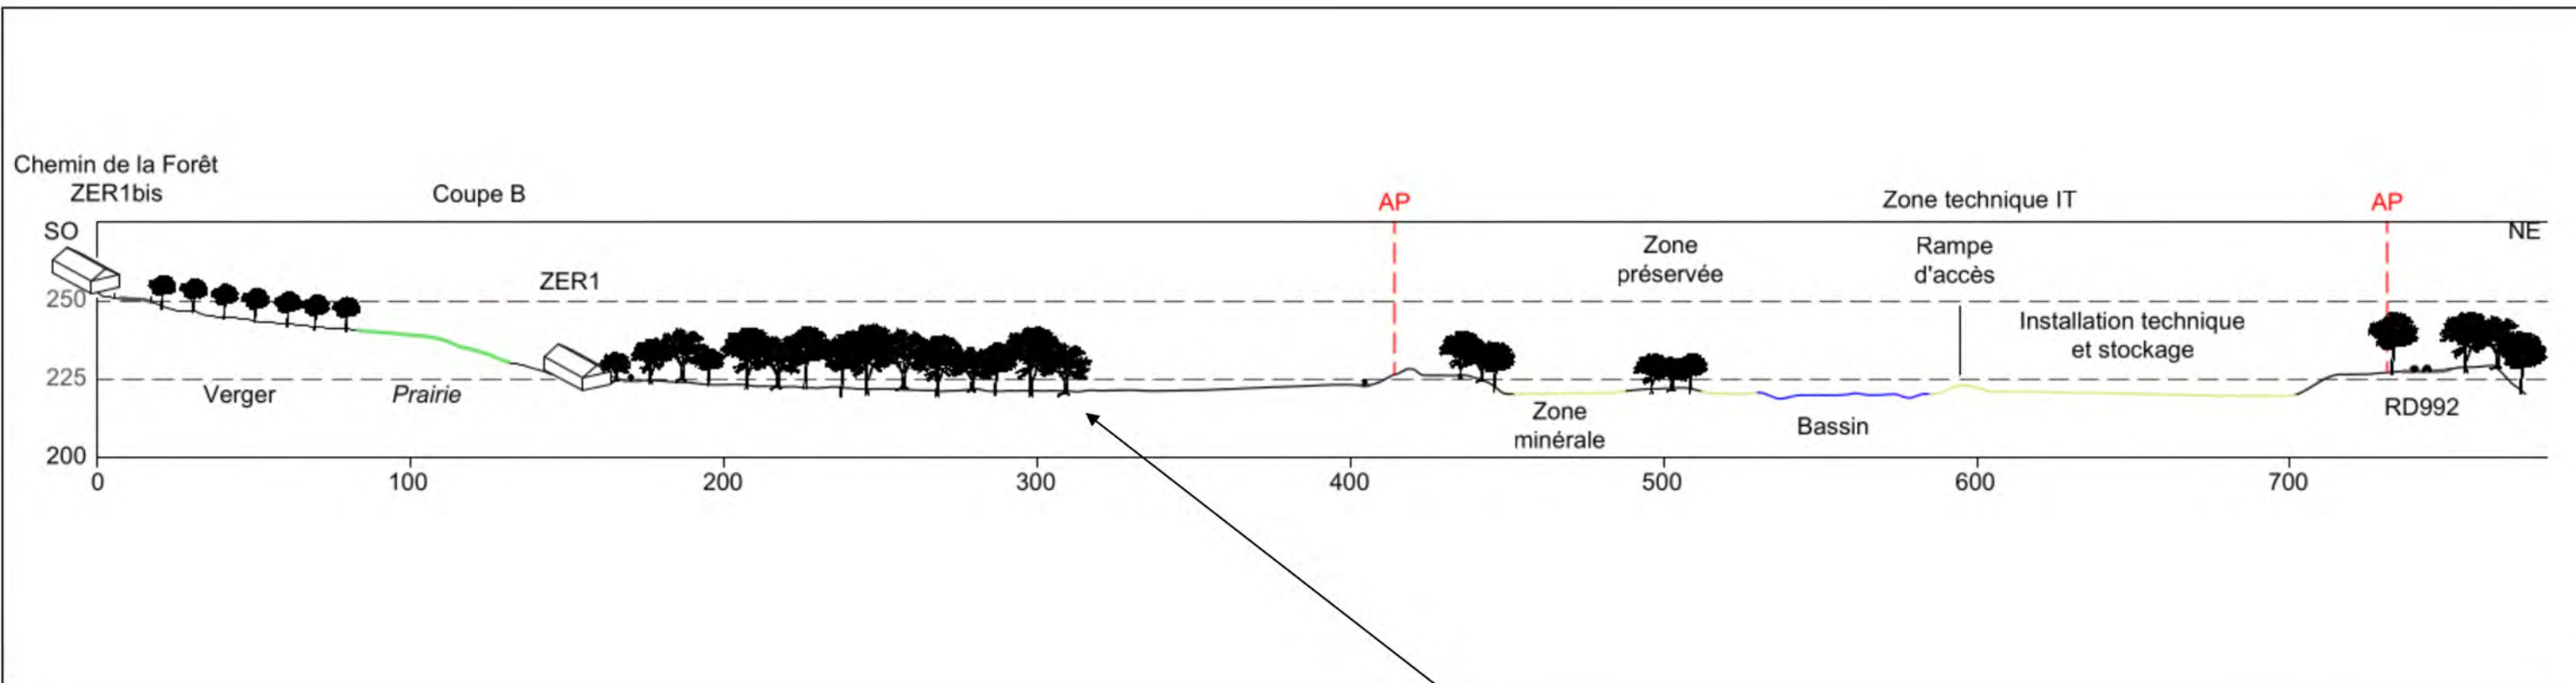 Chemin de la Forêt
ZER1bis
Coupe B
AP
Zone technique IT
AP
SO
NE
Zone
préservée
Rampe
d'accès
ZER1
250
Installation technique
et stockage
225
Verger
Prairie
Zone
minérale
Bassin
RD992
200
0
100
200
300
400
500
600
700